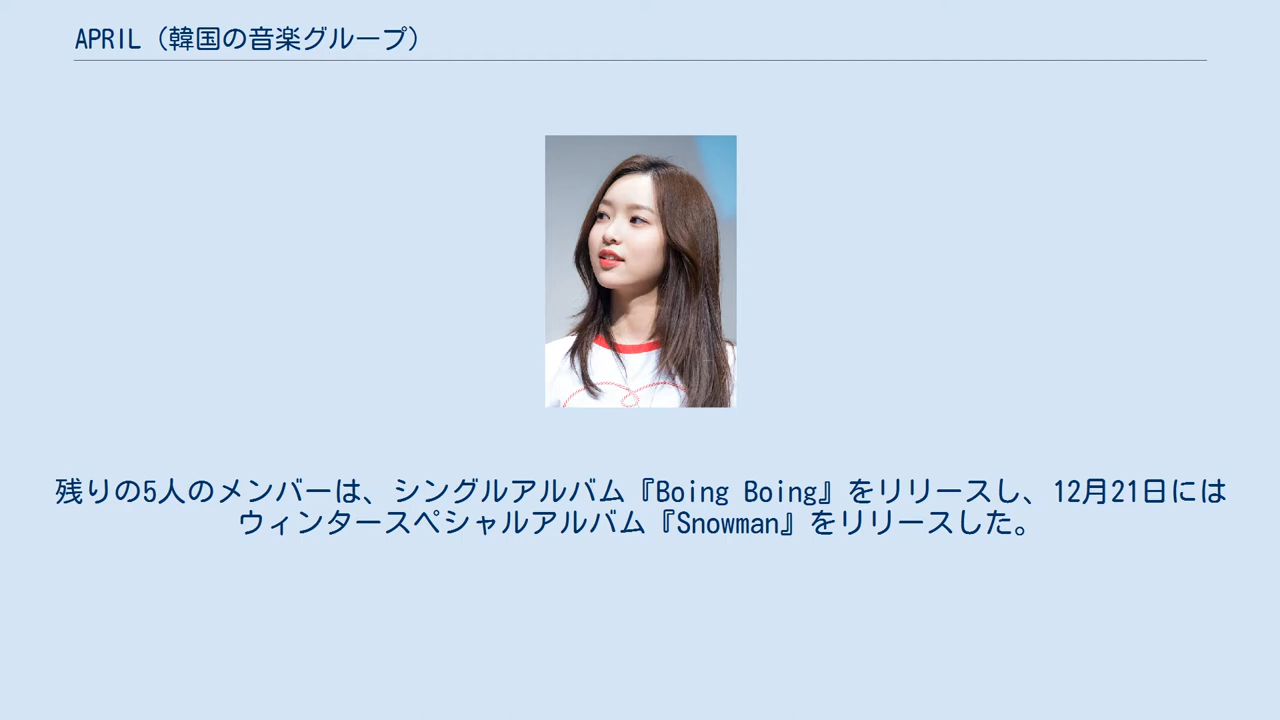 APRIL（韓国の音楽グループ）
残りの5人のメンバーは、シングルアルバム『Boing Boing』をリリースし、12月21日には
ウィンタースペシャルアルバム『Snowman』をリリースした。